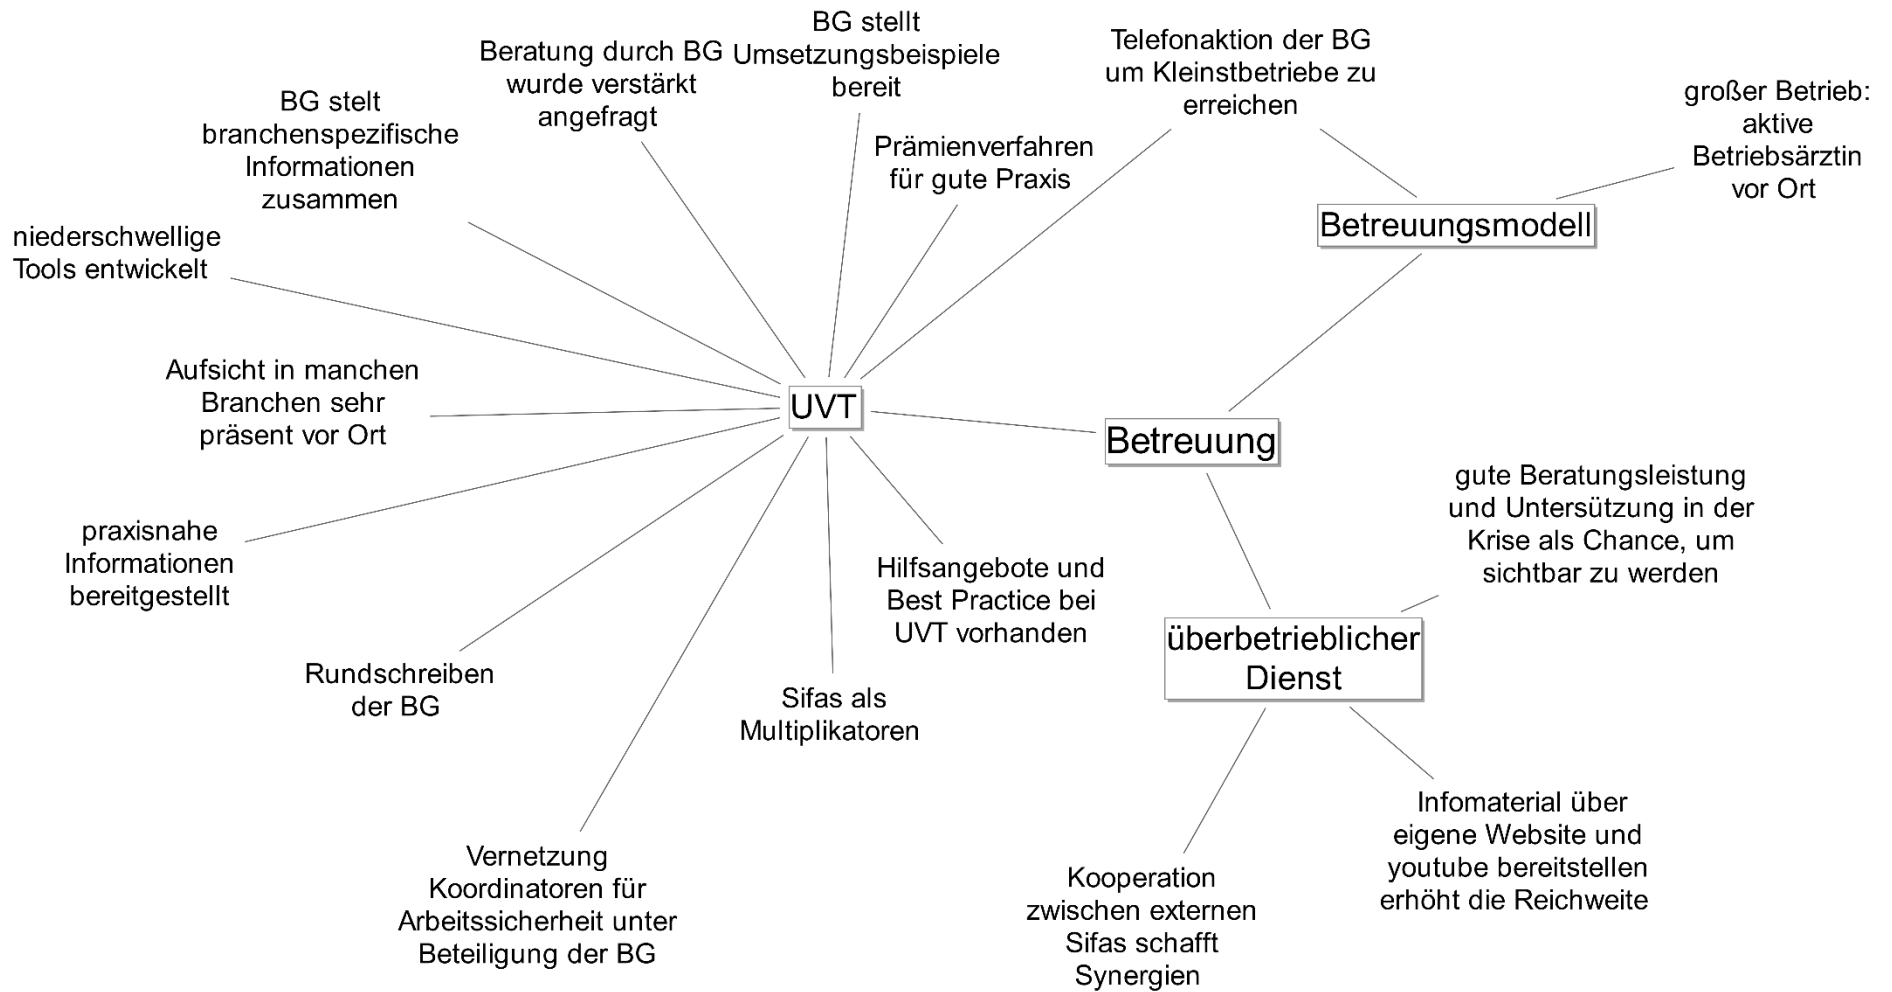 BG stellt
Umsetzungsbeispiele
bereit
Beratung durch BG
wurde verstärkt
angefragt
Telefonaktion der BG
um Kleinstbetriebe zu
erreichen
großer Betrieb:
aktive
Betriebsärztin
vor Ort
BG stelt
branchenspezifische
Informationen
zusammen
Prämienverfahren
für gute Praxis
Betreuungsmodell
niederschwellige
Tools entwickelt
Aufsicht in manchen
Branchen sehr
präsent vor Ort
UVT
Betreuung
gute Beratungsleistung
und Untersützung in der
Krise als Chance, um
sichtbar zu werden
praxisnahe
Informationen
bereitgestellt
Hilfsangebote und
Best Practice bei
UVT vorhanden
überbetrieblicher
Dienst
Rundschreiben
der BG
Sifas als
Multiplikatoren
Infomaterial über
eigene Website und
youtube bereitstellen
erhöht die Reichweite
Vernetzung
Koordinatoren für
Arbeitssicherheit unter
Beteiligung der BG
Kooperation
zwischen externen
Sifas schafft
Synergien